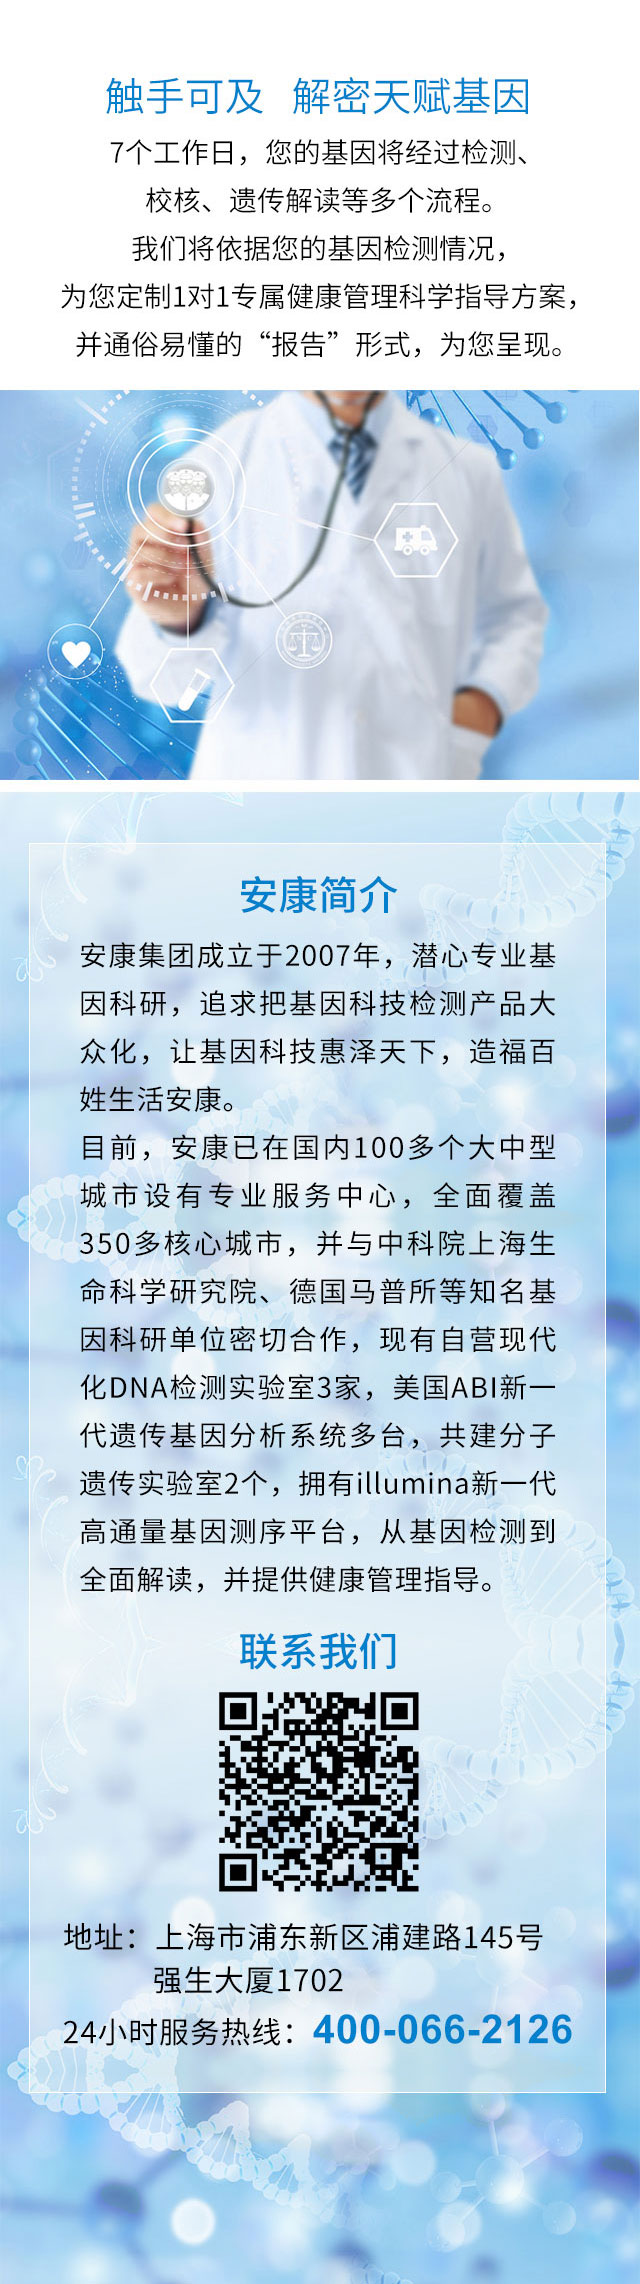 触手可及 解密天赋基因
7个工作日，您的基因将经过检测、
校核、遗传解读等多个流程。
我们将依据您的基因检测情况，
为您定制1对1专属健康管理科学指导方案，
并通俗易懂的“报告”形式，为您呈现。
安康简介
安康集团成立于2007年，潜心专业基
因科研，追求把基因科技检测产品大
众化，让基因科技惠泽天下，造福百
姓生活安康。
目前，安康已在国内100多个大中型
城市设有专业服务中心，全面覆盖
350多核心城市，并与中科院上海生
命科学研究院、德国马普所等知名基
因科研单位密切合作，现有自营现代
化DNA检测实验室3家，美国ABI新一
代遗传基因分析系统多台，共建分子
遗传实验室2个，拥有illumina新一代
高通量基因测序平台，从基因检测到
全面解读，并提供健康管理指导。
联系我们
地址：上海市浦东新区浦建路145号
强生大厦1702
24小时服务热线：400-066-2126